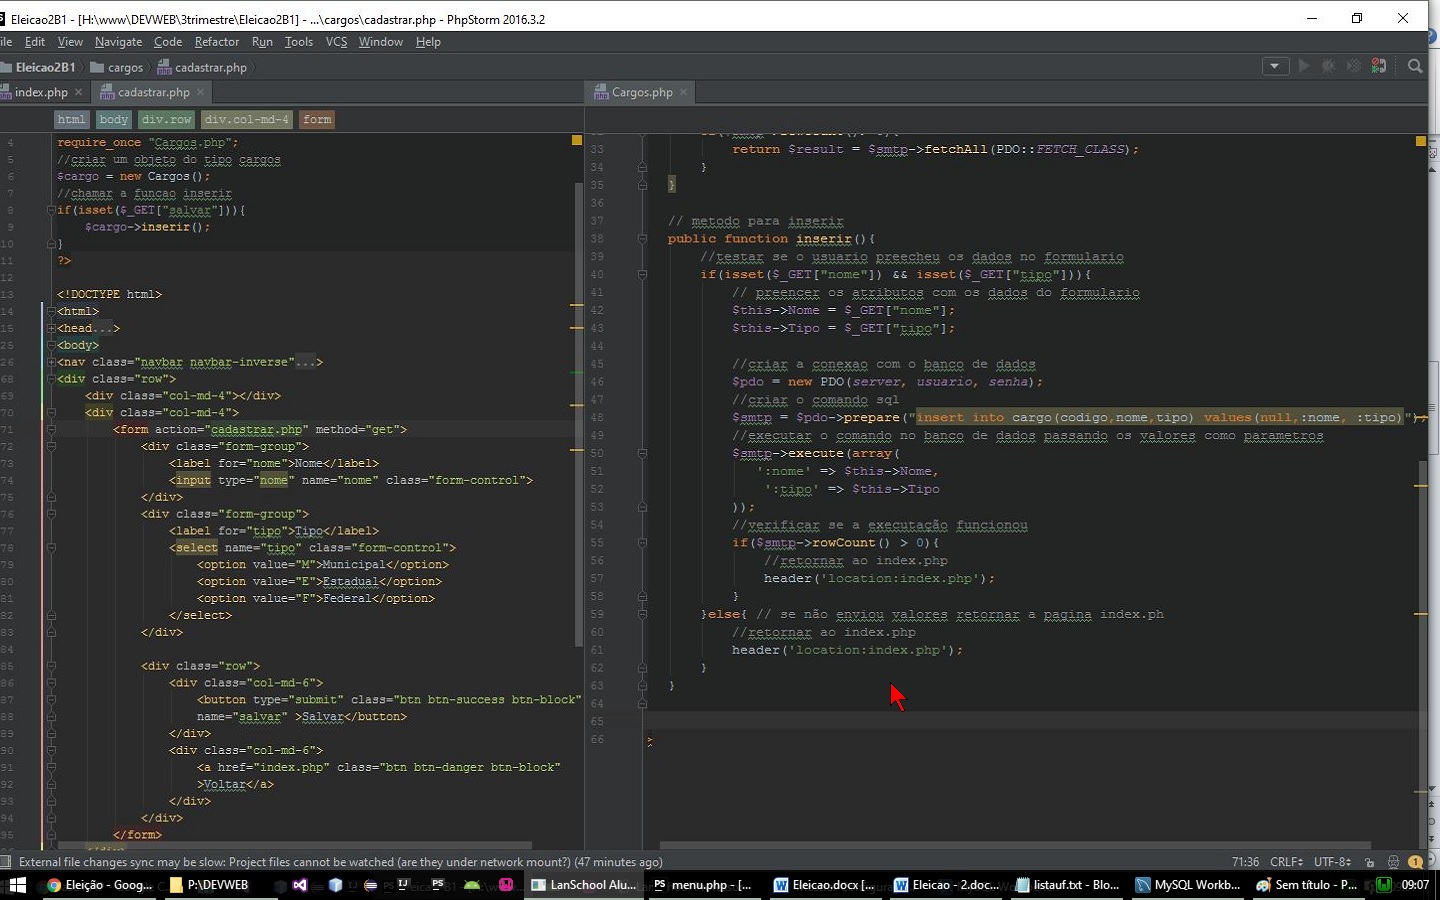 Eleicao2B1 - [H:\www\DEVWEB\3trimestre\Eleicao2B1] - ...\cargos\cadastrar.php - PhpStorm 2016.3.2
ile Edit View Navigate Code Refactor Run Tools VCS Window Help
Eleicao2B1 cargos cadastrar.php
index.php cadastrar.php Cargos.php
html body div.row div.col-md-4 form
4 require_once "Cargos.php";
5 //criar um objeto do tipo cargos
6 $cargo = new Cargos();
7 //chamar a funcao inserir
8 if(isset($_GET["salvar"])){
9 $cargo->inserir();
10 }
11 ?>
12
13 <!DOCTYPE html>
14 <html>
15 <head...>
25 <body>
26 <nav class="navbar navbar-inverse"...>
68 <div class="row">
69 <div class="col-md-4"></div>
70 <div class="col-md-4">
71 <form action="cadastrar.php" method="get">
72 <div class="form-group">
73 <label for="nome">Nome</label>
74 <input type="nome" name="nome" class="form-control">
75 </div>
76 <div class="form-group">
77 <label for="tipo">Tipo</label>
78 <select name="tipo" class="form-control">
79 <option value="M">Municipal</option>
80 <option value="E">Estadual</option>
81 <option value="F">Federal</option>
82 </select>
83 </div>
84
85 <div class="row">
86 <div class="col-md-6">
87 <button type="submit" class="btn btn-success btn-block"
88 name="salvar" >Salvar</button>
89 </div>
90 <div class="col-md-6">
91 <a href="index.php" class="btn btn-danger btn-block"
92 >Voltar</a>
93 </div>
94 </div>
95 </form>
33 return $result = $smtp->fetchAll(PDO::FETCH_CLASS);
34 }
35 }
36
37 // metodo para inserir
38 public function inserir(){
39 //testar se o usuario preecheu os dados no formulario
40 if(isset($_GET["nome"]) && isset($_GET["tipo"])){
41 // preencer os atributos com os dados do formulario
42 $this->Nome = $_GET["nome"];
43 $this->Tipo = $_GET["tipo"];
44
45 //criar a conexao com o banco de dados
46 $pdo = new PDO(server, usuario, senha);
47 //criar o comando sql
48 $smtp = $pdo->prepare("insert into cargo(codigo,nome,tipo) values(null,:nome, :tipo)");
49 //executar o comando no banco de dados passando os valores como parametros
50 $smtp->execute(array(
51 ':nome' => $this->Nome,
52 ':tipo' => $this->Tipo
53 ));
54 //verificar se a executação funcionou
55 if($smtp->rowCount() > 0){
56 //retornar ao index.php
57 header('location:index.php');
58 }
59 }else{ // se não enviou valores retornar a pagina index.ph
60 //retornar ao index.php
61 header('location:index.php');
62 }
63 }
64
65
66
External file changes sync may be slow: Project files cannot be watched (are they under network mount?) (47 minutes ago) 71:36 CRLF UTF-8 1
Eleição - Goog... P:\DEVWEB LanSchool Alu... menu.php - [... Eleicao.docx [... Eleicao - 2.doc... listauf.txt - Blo... MySQL Workb... Sem título - P... 09:07